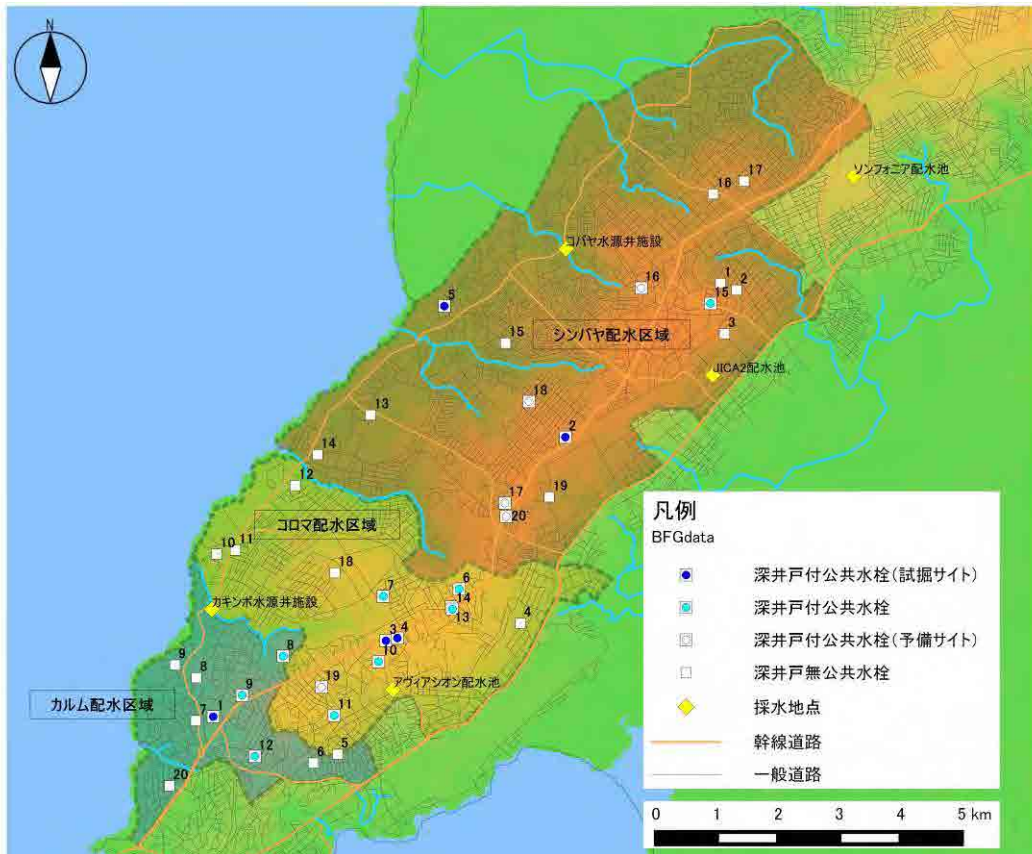 N
ソンフォニア配水池
17
16
コバヤ水源井施設
16
1
2
15
5
3
15
シンバヤ配水区域
JICA2配水池
18
13
2
14
12
17
19
20
凡例
BFGdata
深井戸付公共水栓(試掘サイト)
深井戸付公共水栓
深井戸付公共水栓(予備サイト)
深井戸無公共水栓
採水地点
幹線道路
一般道路
0 1 2 3 4 5 km
コロマ配水区域
10
11
18
7
6
14
13
4
カキンボ水源井施設
3
4
10
8
9
8
19
アヴィアシオン配水池
カルム配水区域
9
7
1
11
12
6
5
20